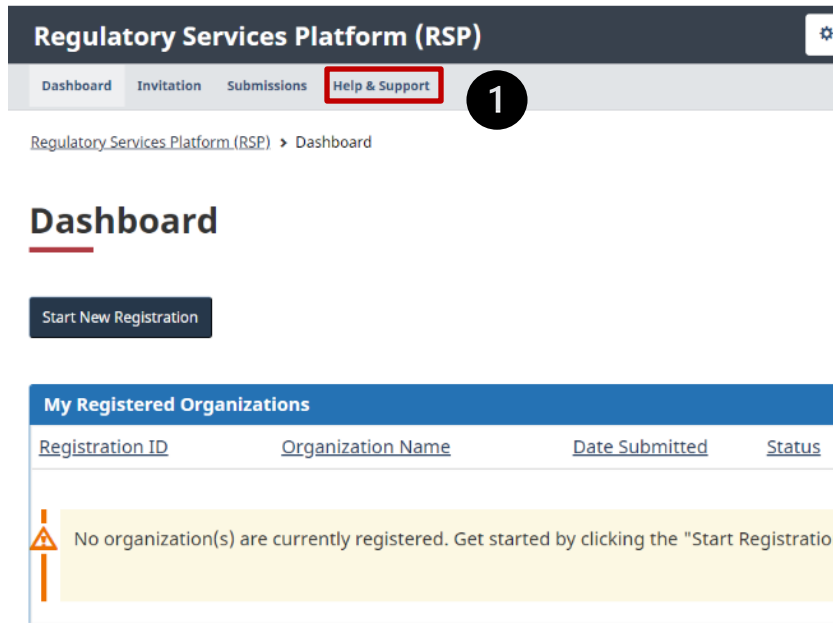 Regulatory Services Platform (RSP)
Dashboard Invitation Submissions Help & Support
1
Regulatory Services Platform (RSP) > Dashboard
Dashboard
Start New Registration
My Registered Organizations
Registration ID Organization Name Date Submitted Status
No organization(s) are currently registered. Get started by clicking the "Start Registratio